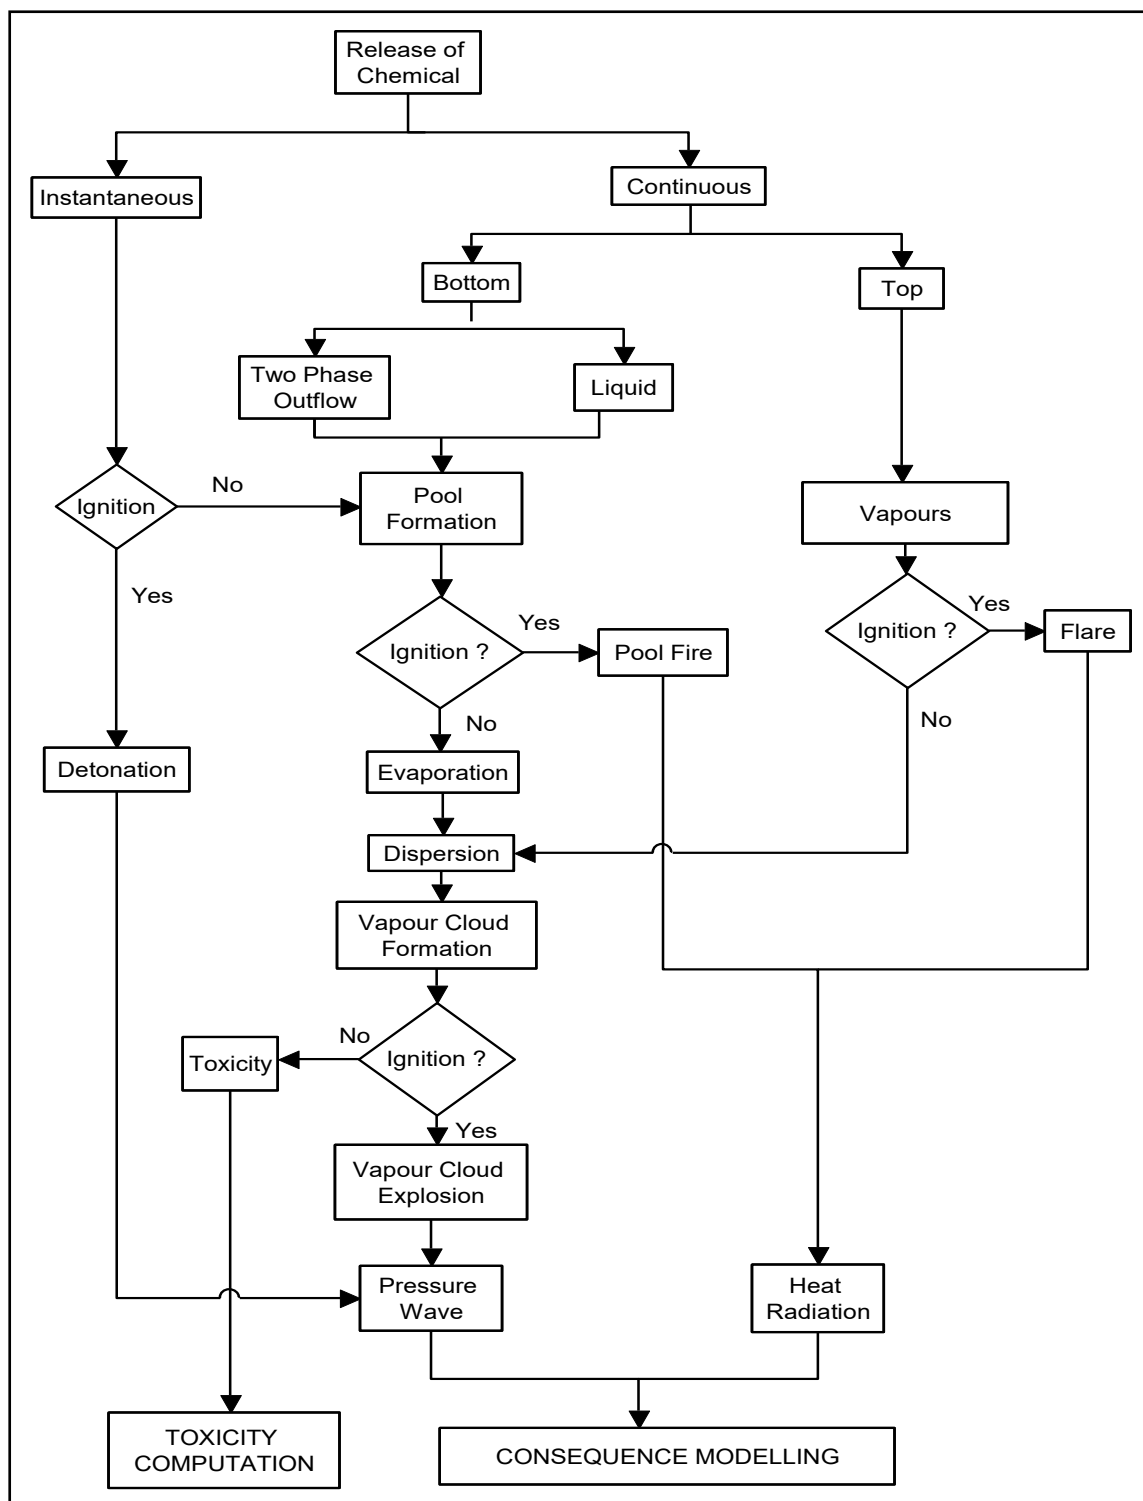 Release of
Chemical
Instantaneous
Continuous
Bottom
Top
Two Phase
Outflow
Liquid
Ignition
No
Pool
Formation
Vapours
Yes
Ignition ?
Yes
Pool Fire
Ignition ?
Yes
Flare
No
No
Detonation
Evaporation
Dispersion
Vapour Cloud
Formation
No
Toxicity
Ignition ?
Yes
Vapour Cloud
Explosion
Pressure
Wave
Heat
Radiation
TOXICITY
COMPUTATION
CONSEQUENCE MODELLING